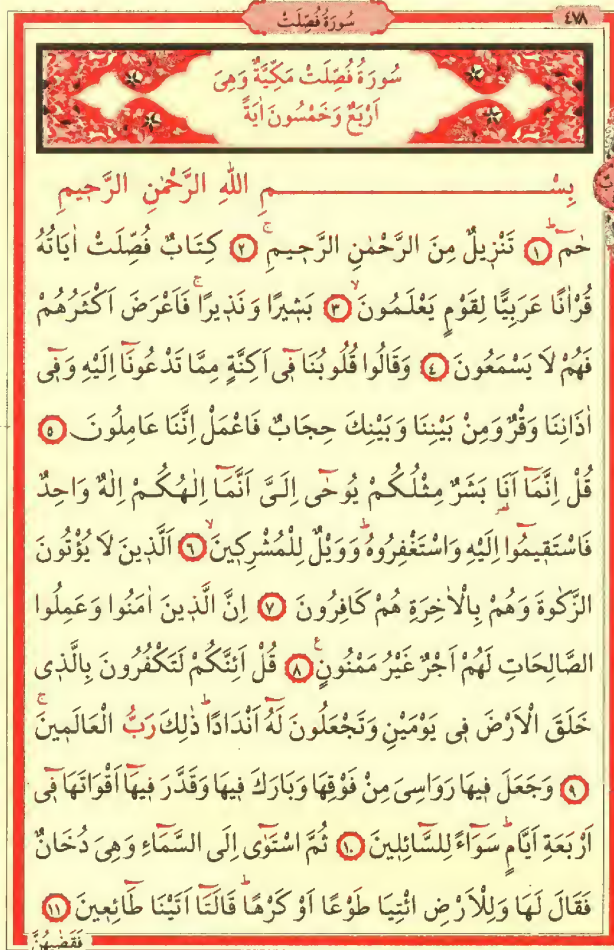 سُورَةُ فُصِّلَتْ ٤٧٨
سُورَةُ فُصِّلَتْ مَكِّيَّةٌ وَهِيَ
اَرْبَعٌ وَخَمْسُونَ اٰيَةً
بِسْمِ اللهِ الرَّحْمٰنِ الرَّحِيمِ
حٰمٓ ۚ ١ تَنْزِيلٌ مِنَ الرَّحْمٰنِ الرَّحِيمِ ۚ ٢ كِتَابٌ فُصِّلَتْ اٰيَاتُهُ
قُرْاٰنًا عَرَبِيًّا لِقَوْمٍ يَعْلَمُونَ ۙ ٣ بَشِيرًا وَنَذِيرًا ۚ فَاَعْرَضَ اَكْثَرُهُمْ
فَهُمْ لَا يَسْمَعُونَ ٤ وَقَالُوا قُلُوبُنَا فِٓى اَكِنَّةٍ مِمَّا تَدْعُونَٓا اِلَيْهِ وَفِٓى
اٰذَانِنَا وَقْرٌ وَمِنْ بَيْنِنَا وَبَيْنِكَ حِجَابٌ فَاعْمَلْ اِنَّنَا عَامِلُونَ ٥
قُلْ اِنَّمَٓا اَنَا۬ بَشَرٌ مِثْلُكُمْ يُوحٰٓى اِلَىَّ اَنَّمَٓا اِلٰهُكُمْ اِلٰهٌ وَاحِدٌ
فَاسْتَقِيمُٓوا اِلَيْهِ وَاسْتَغْفِرُوهُ ۜ وَوَيْلٌ لِلْمُشْرِكِينَ ۙ ٦ اَلَّذِينَ لَا يُؤْتُونَ
الزَّكٰوةَ وَهُمْ بِالْاٰخِرَةِ هُمْ كَافِرُونَ ٧ اِنَّ الَّذِينَ اٰمَنُوا وَعَمِلُوا
الصَّالِحَاتِ لَهُمْ اَجْرٌ غَيْرُ مَمْنُونٍ ۟ ٨ قُلْ اَئِنَّكُمْ لَتَكْفُرُونَ بِالَّذِى
خَلَقَ الْاَرْضَ فِى يَوْمَيْنِ وَتَجْعَلُونَ لَهُٓ اَنْدَادًا ۜ ذٰلِكَ رَبُّ الْعَالَمِينَ ۚ
٩ وَجَعَلَ فِيهَا رَوَاسِىَ مِنْ فَوْقِهَا وَبَارَكَ فِيهَا وَقَدَّرَ فِيهَٓا اَقْوَاتَهَا فِٓى
اَرْبَعَةِ اَيَّامٍ ۜ سَوَٓاءً لِلسَّٓائِلِينَ ١٠ ثُمَّ اسْتَوٰٓى اِلَى السَّمَٓاءِ وَهِىَ دُخَانٌ
فَقَالَ لَهَا وَلِلْاَرْضِ ائْتِيَا طَوْعًا اَوْ كَرْهًا ۜ قَالَتَٓا اَتَيْنَا طَٓائِعِينَ ١١
فَقَضٰيهُنَّ